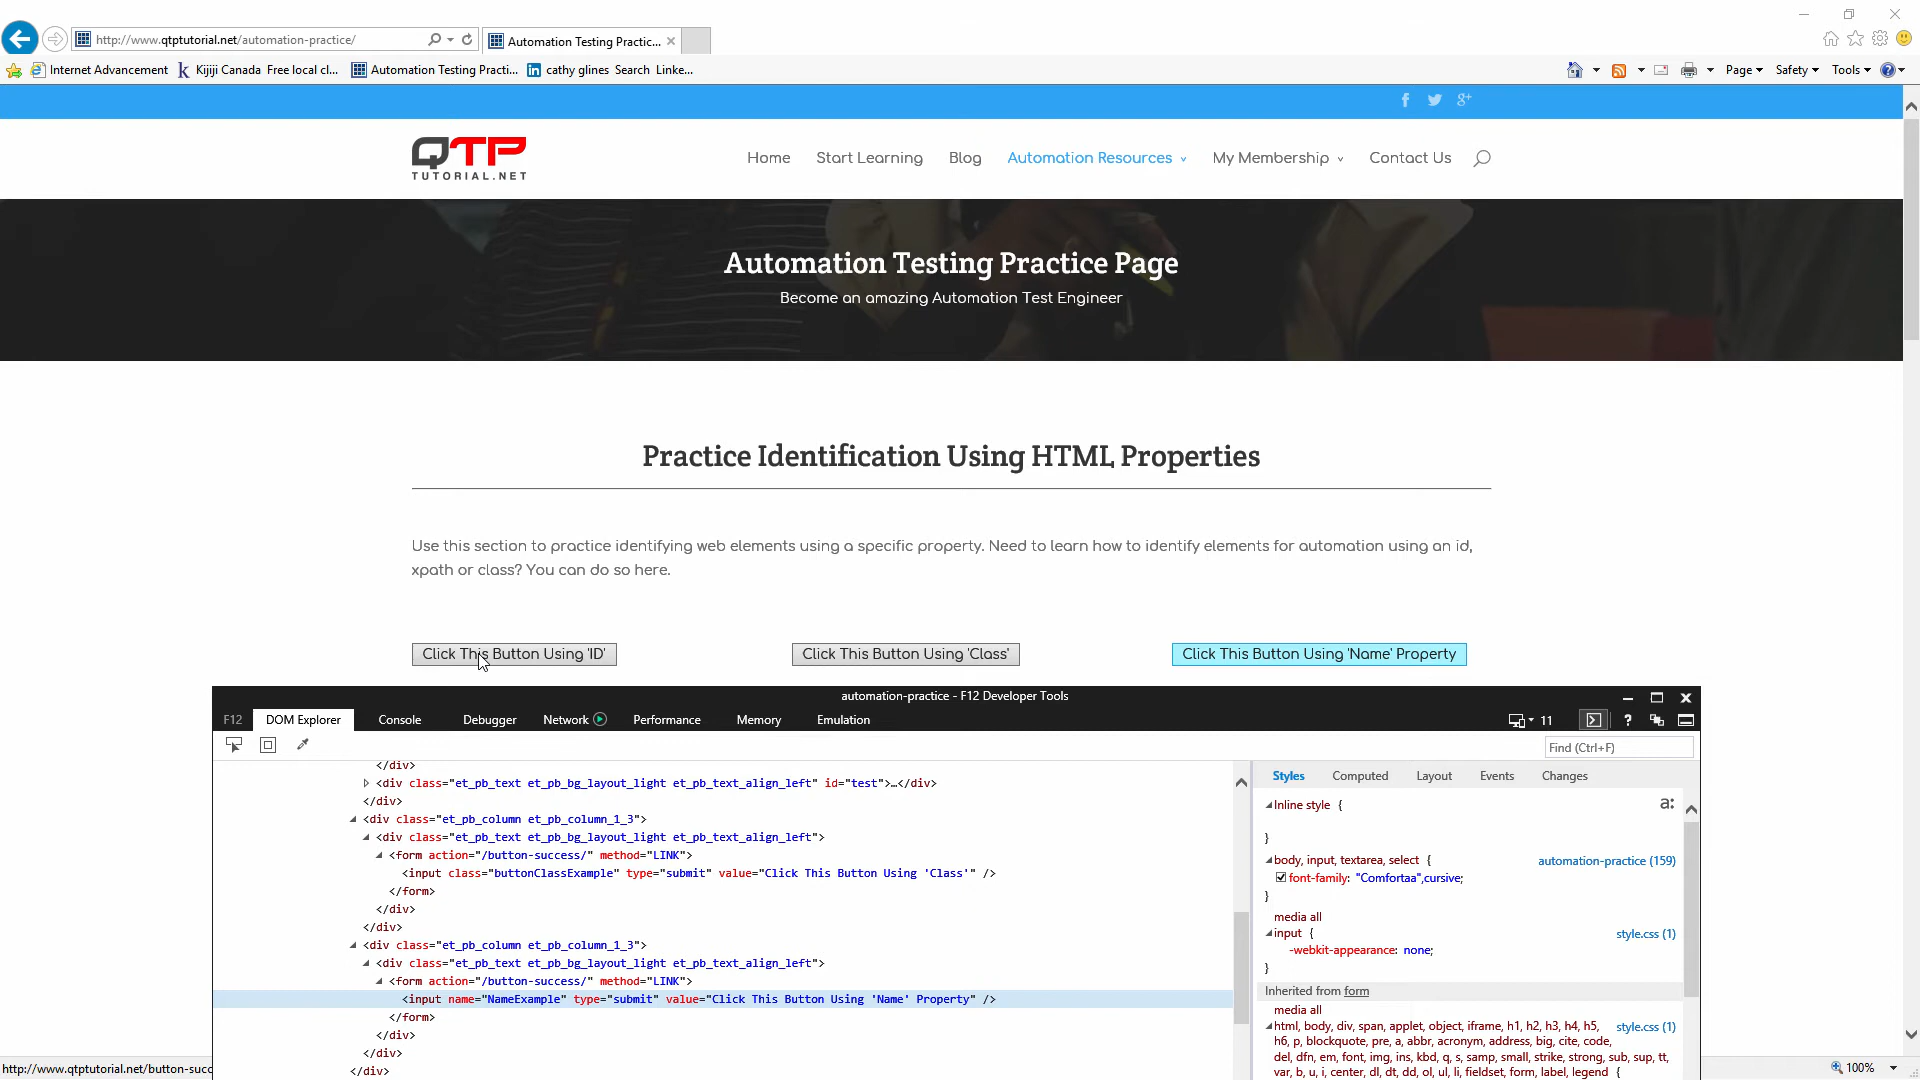 http://www.qtptutorial.net/automation-practice/
Automation Testing Practic...
Internet Advancement
Kijiji Canada Free local cl...
Automation Testing Practi...
cathy glines Search Linke...
Page
Safety
Tools
QTP
TUTORIAL.NET
Home
Start Learning
Blog
Automation Resources
My Membership
Contact Us
Automation Testing Practice Page
Become an amazing Automation Test Engineer
Practice Identification Using HTML Properties
Use this section to practice identifying web elements using a specific property. Need to learn how to identify elements for automation using an id,
xpath or class? You can do so here.
Click This Button Using 'ID'
Click This Button Using 'Class'
Click This Button Using 'Name' Property
automation-practice - F12 Developer Tools
F12
DOM Explorer
Console
Debugger
Network
Performance
Memory
Emulation
11
?
Find (Ctrl+F)
</div>
<div class="et_pb_text et_pb_bg_layout_light et_pb_text_align_left" id="test">…</div>
</div>
<div class="et_pb_column et_pb_column_1_3">
<div class="et_pb_text et_pb_bg_layout_light et_pb_text_align_left">
<form action="/button-success/" method="LINK">
<input class="buttonClassExample" type="submit" value="Click This Button Using 'Class'" />
</form>
</div>
</div>
<div class="et_pb_column et_pb_column_1_3">
<div class="et_pb_text et_pb_bg_layout_light et_pb_text_align_left">
<form action="/button-success/" method="LINK">
<input name="NameExample" type="submit" value="Click This Button Using 'Name' Property" />
</form>
</div>
</div>
</div>
Styles
Computed
Layout
Events
Changes
Inline style {
a:
}
body, input, textarea, select {
automation-practice (159)
font-family: "Comfortaa",cursive;
}
media all
input {
style.css (1)
-webkit-appearance: none;
}
Inherited from form
media all
html, body, div, span, applet, object, iframe, h1, h2, h3, h4, h5,
style.css (1)
h6, p, blockquote, pre, a, abbr, acronym, address, big, cite, code,
del, dfn, em, font, img, ins, kbd, q, s, samp, small, strike, strong, sub, sup, tt,
var, b, u, i, center, dl, dt, dd, ol, ul, li, fieldset, form, label, legend {
http://www.qtptutorial.net/button-succ
100%